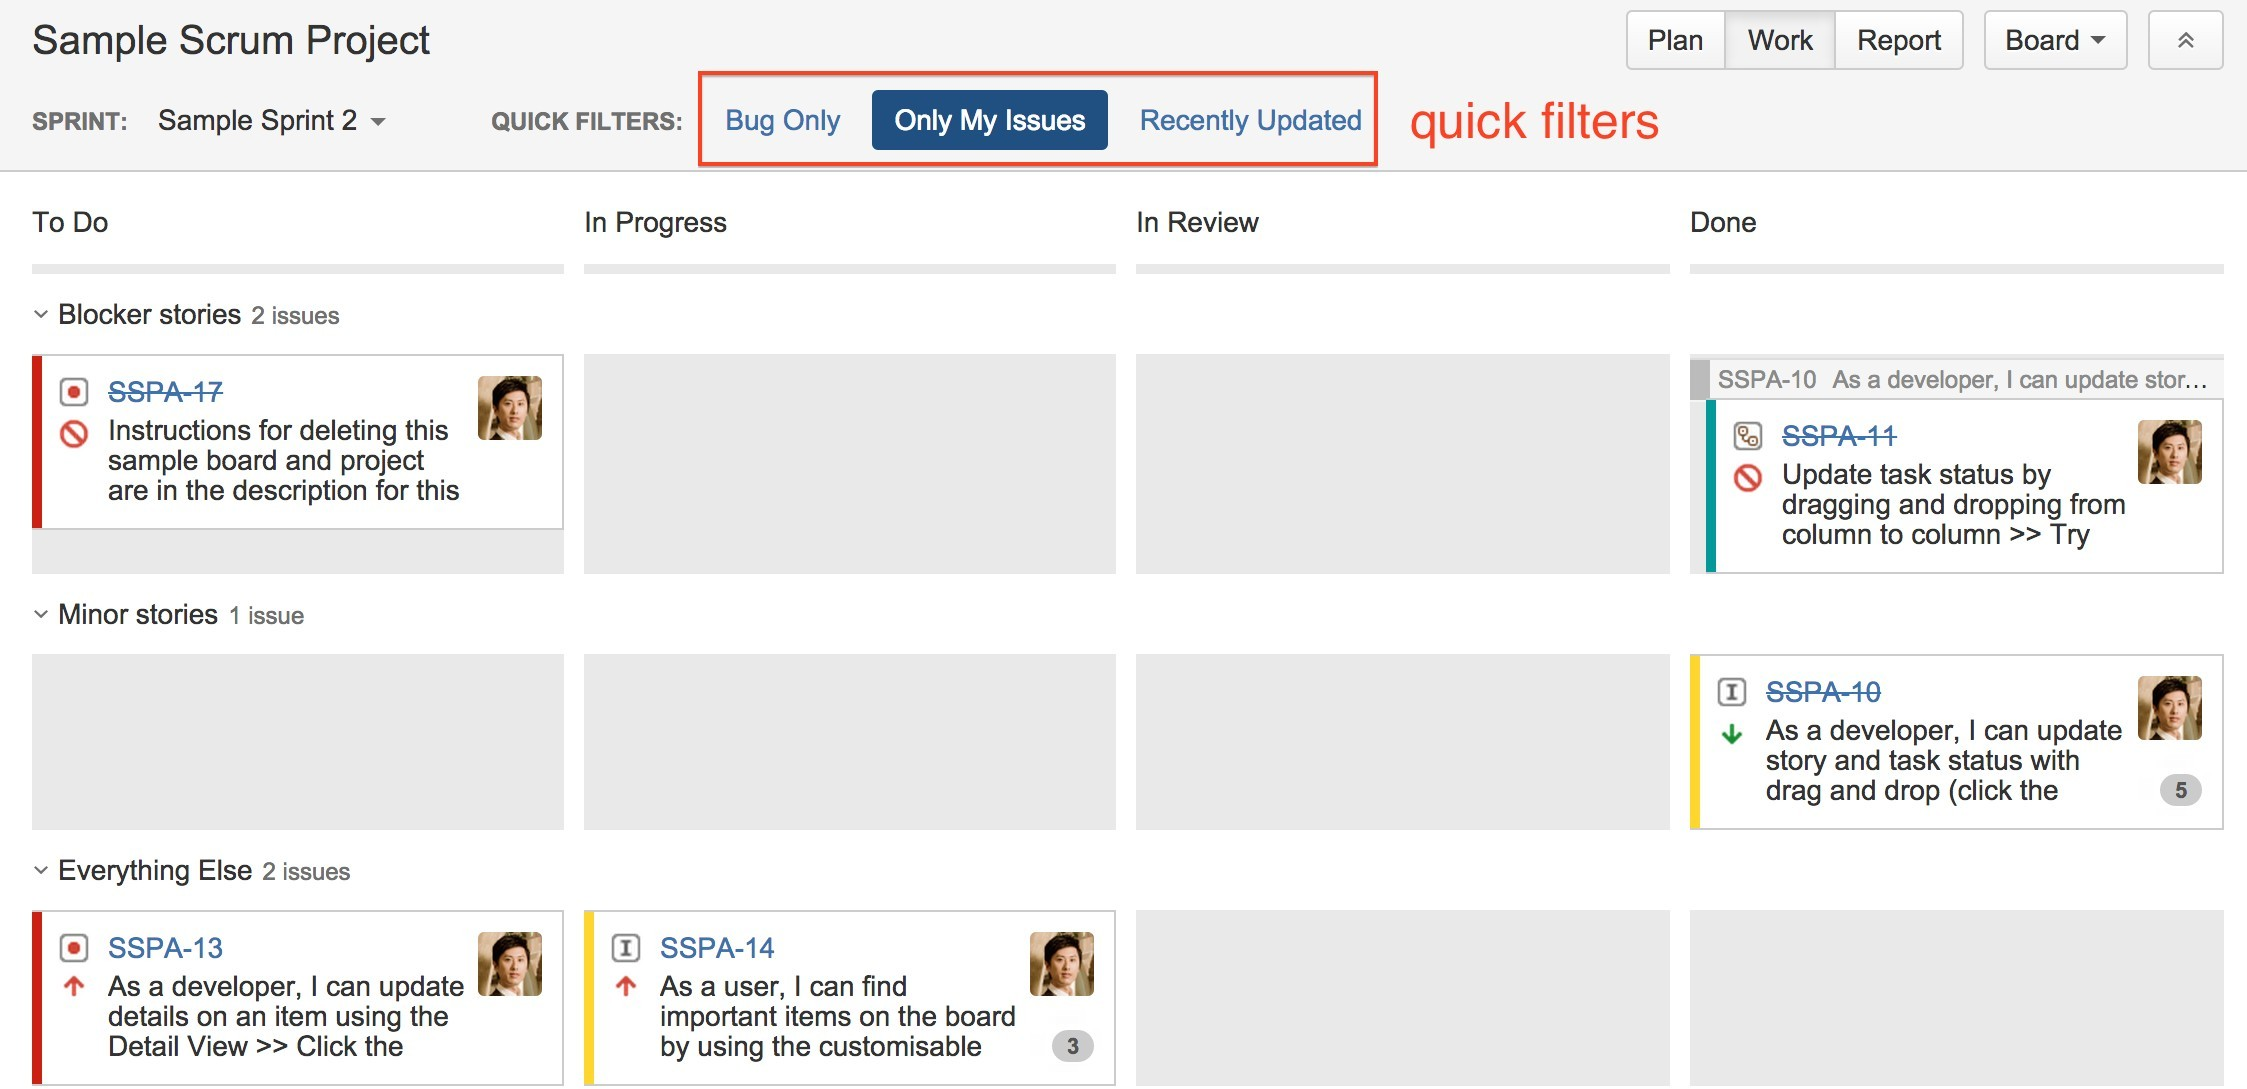 Sample Scrum Project
Plan Work Report Board
SPRINT: Sample Sprint 2 QUICK FILTERS: Bug Only Only My Issues Recently Updated quick filters
To Do In Progress In Review Done
Blocker stories 2 issues
SSPA-17
Instructions for deleting this
sample board and project
are in the description for this
SSPA-10 As a developer, I can update stor...
SSPA-11
Update task status by
dragging and dropping from
column to column >> Try
Minor stories 1 issue
SSPA-10
As a developer, I can update
story and task status with
drag and drop (click the
5
Everything Else 2 issues
SSPA-13
As a developer, I can update
details on an item using the
Detail View >> Click the
SSPA-14
As a user, I can find
important items on the board
by using the customisable
3